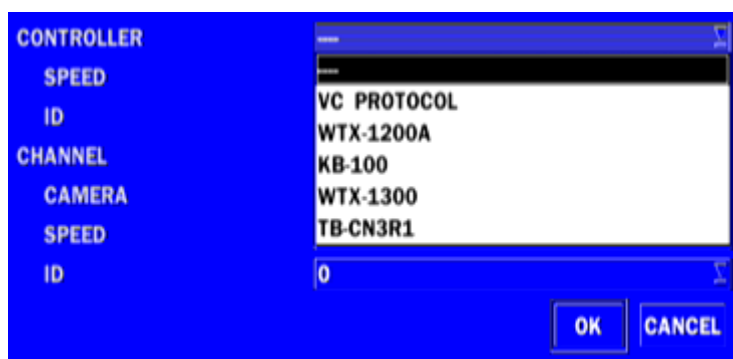 CONTROLLER ---
---
SPEED
VC PROTOCOL
ID
WTX-1200A
CHANNEL
KB-100
CAMERA
WTX-1300
SPEED
TB-CN3R1
ID 0
OK CANCEL